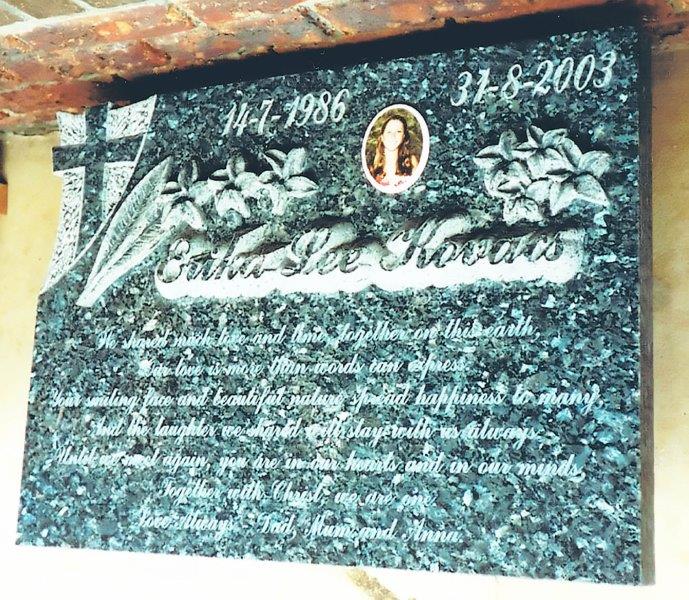 14-7-1986
31-8-2003
Erika-Lee Kovacs
We shared much love and time together on this earth
Our love is more than words can express
Your smiling face and beautiful nature spread happiness to many,
And the laughter we shared will stay with us always
Until we meet again, you are in our hearts and in our minds,
Together with Christ we are one
Love Always Dad, Mum and Anna.